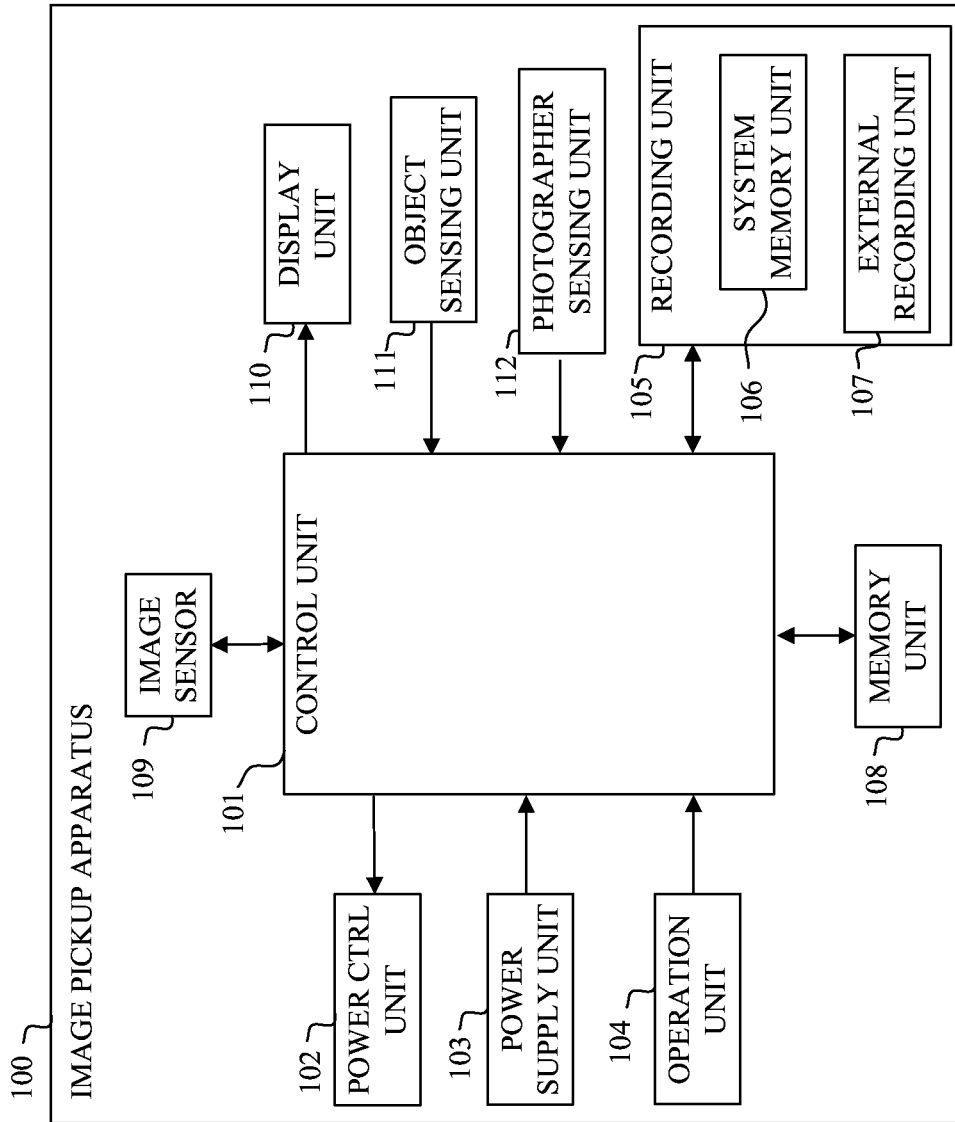 100
IMAGE PICKUP APPARATUS
109
IMAGE
SENSOR
101
CONTROL UNIT
102
POWER CTRL
UNIT
103
POWER
SUPPLY UNIT
104
OPERATION
UNIT
110
DISPLAY
UNIT
111
OBJECT
SENSING UNIT
112
PHOTOGRAPHER
SENSING UNIT
105
RECORDING UNIT
106
SYSTEM
MEMORY UNIT
107
EXTERNAL
RECORDING UNIT
108
MEMORY
UNIT